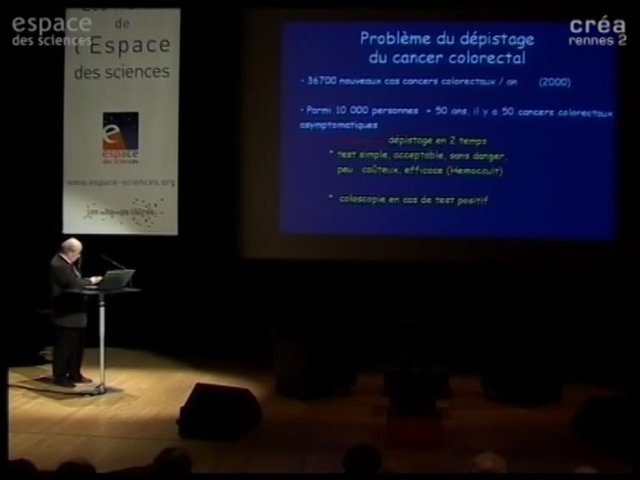 espace
des sciences
créa
rennes 2
de
l'Espace
des sciences
espace
des sciences
www.espace-sciences.org
Problème du dépistage
du cancer colorectal
- 36700 nouveaux cas cancers colorectaux / an (2000)
- Parmi 10 000 personnes + 50 ans, il y a 50 cancers colorectaux
asymptomatiques
dépistage en 2 temps
* test simple, acceptable, sans danger,
peu coûteux, efficace (Hemoccult)
* coloscopie en cas de test positif